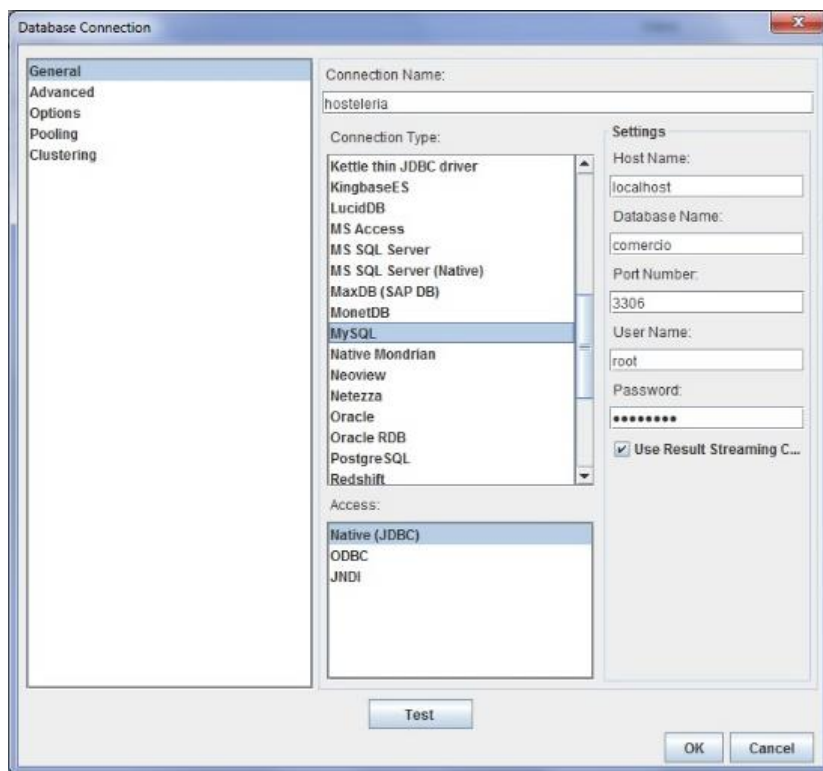 Database Connection
General
Advanced
Options
Pooling
Clustering
Connection Name:
hosteleria
Connection Type:
Kettle thin JDBC driver
KingbaseES
LucidDB
MS Access
MS SQL Server
MS SQL Server (Native)
MaxDB (SAP DB)
MonetDB
MySQL
Native Mondrian
Neoview
Netezza
Oracle
Oracle RDB
PostgreSQL
Redshift
Access:
Native (JDBC)
ODBC
JNDI
Settings
Host Name:
localhost
Database Name:
comercio
Port Number:
3306
User Name:
root
Password:
••••••••
Use Result Streaming C...
Test
OK
Cancel